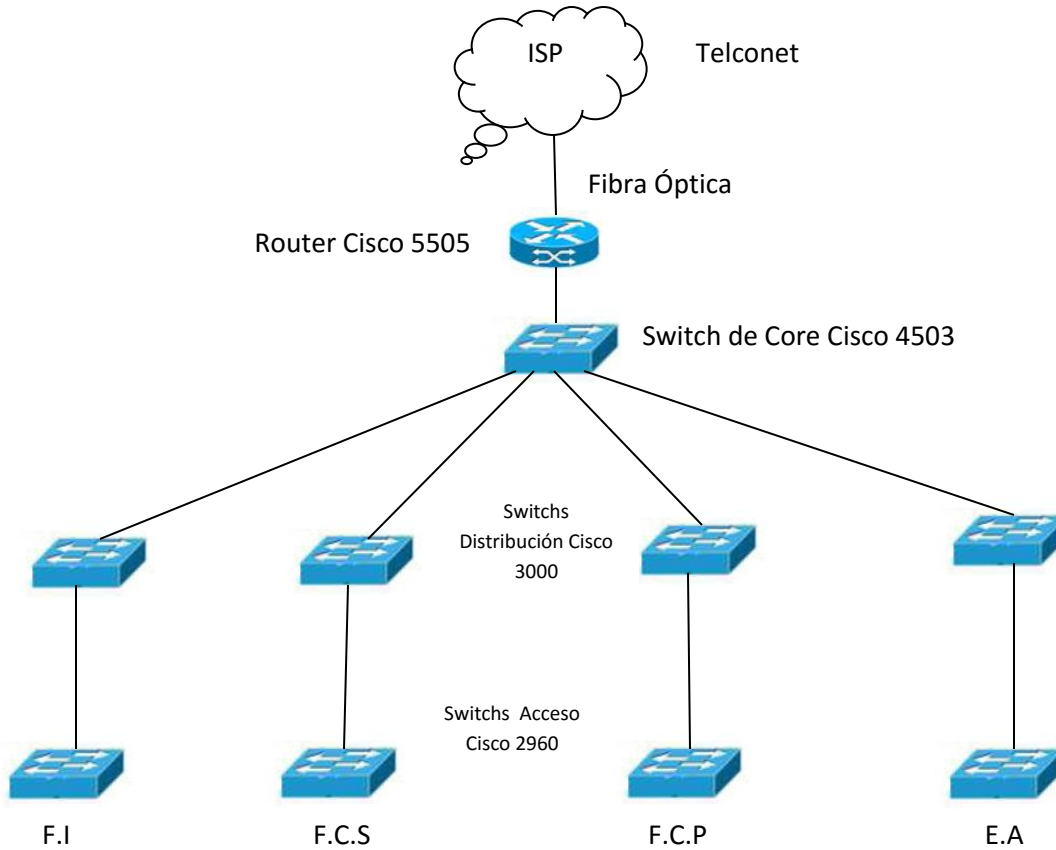 ISP
Telconet
Fibra Óptica
Router Cisco 5505
Switch de Core Cisco 4503
Switchs
Distribución Cisco
3000
Switchs Acceso
Cisco 2960
F.I
F.C.S
F.C.P
E.A